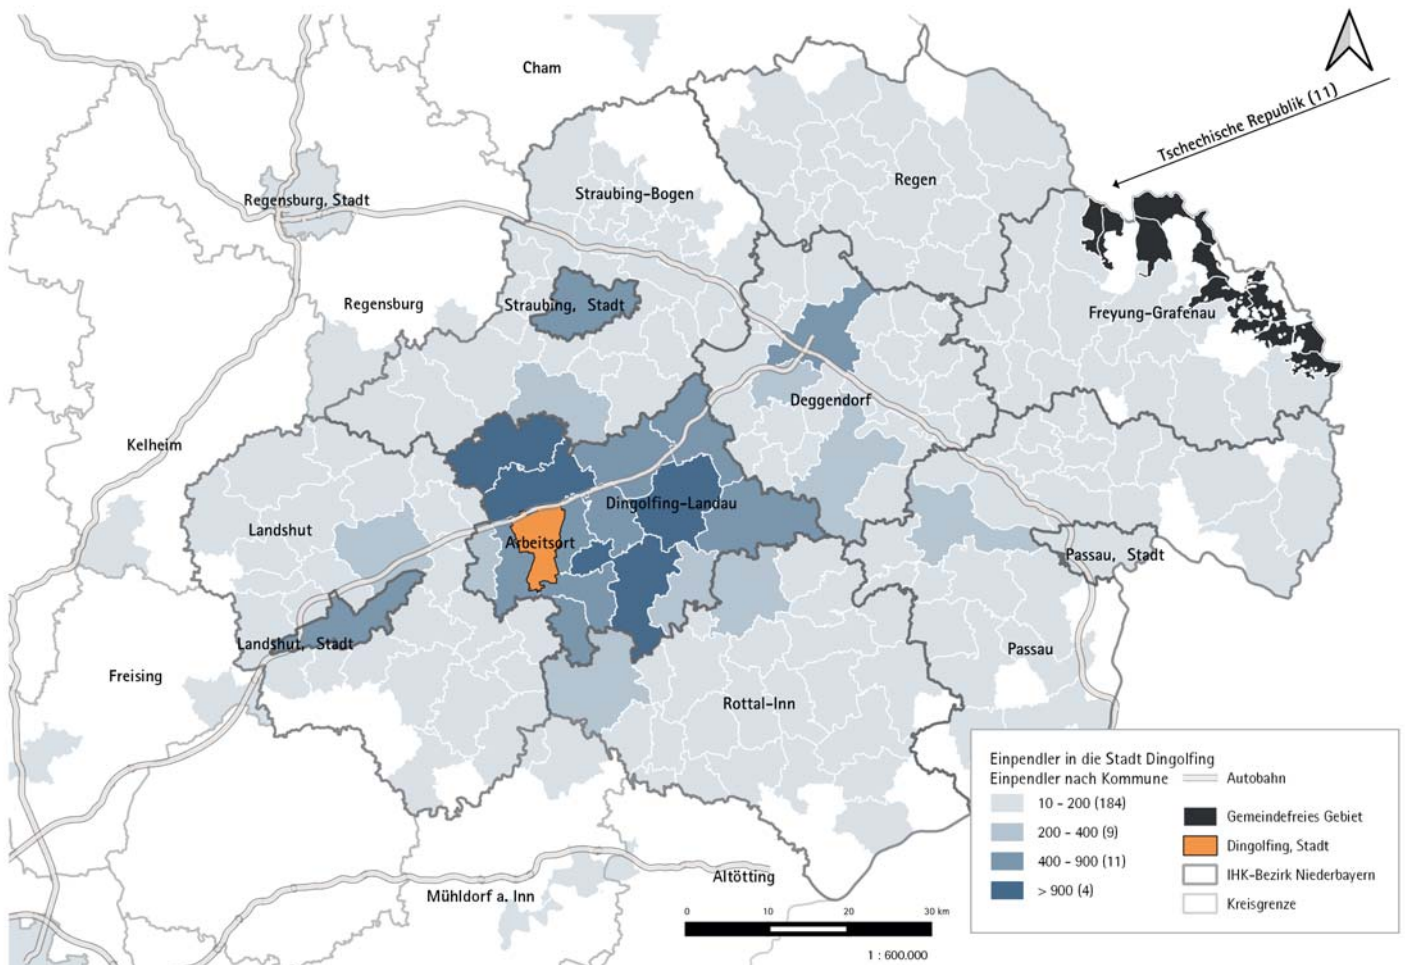 Cham
Tschechische Republik (11)
Regen
Straubing-Bogen
Regensburg, Stadt
Regensburg
Straubing, Stadt
Freyung-Grafenau
Deggendorf
Kelheim
Dingolfing-Landau
Landshut
Arbeitsort
Passau, Stadt
Landshut, Stadt
Passau
Freising
Rottal-Inn
Altötting
Mühldorf a. Inn
0 10 20 30 km
1 : 600.000
Einpendler in die Stadt Dingolfing
Einpendler nach Kommune
10 - 200 (184)
200 - 400 (9)
400 - 900 (11)
> 900 (4)
Autobahn
Gemeindefreies Gebiet
Dingolfing, Stadt
IHK-Bezirk Niederbayern
Kreisgrenze